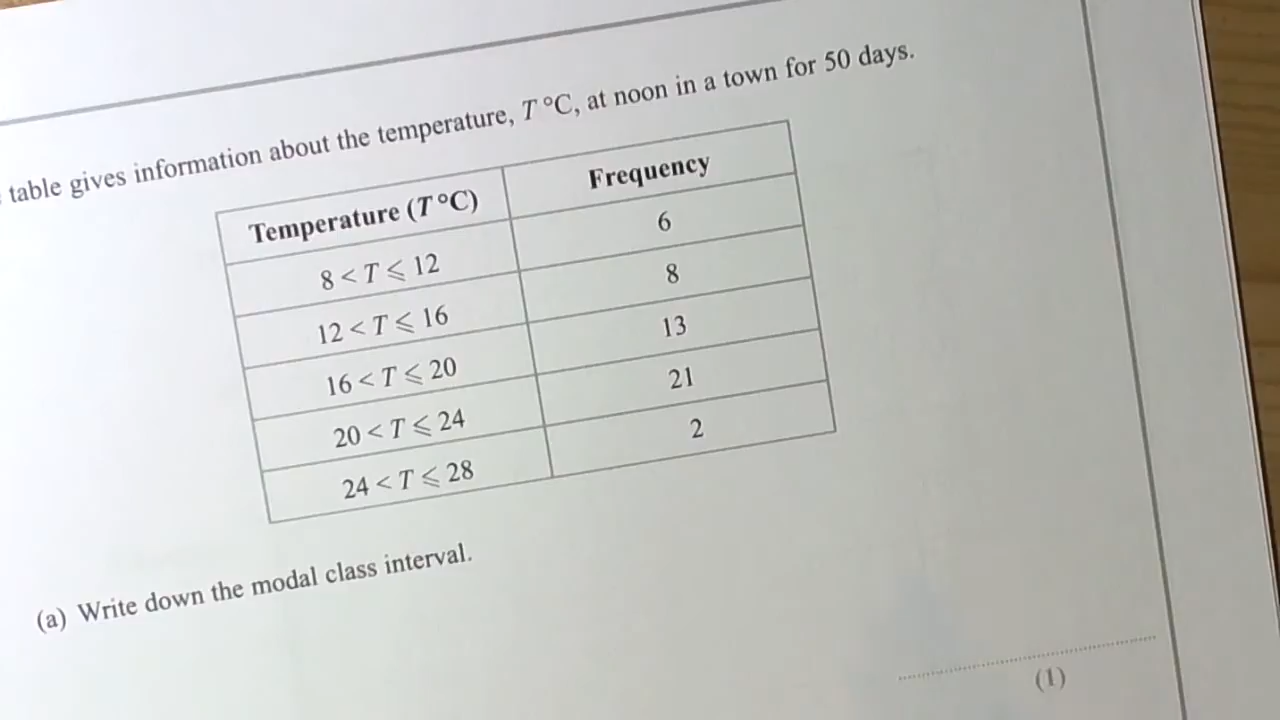 table gives information about the temperature, T °C, at noon in a town for 50 days.
Temperature (T °C) Frequency
8 < T ⩽ 12 6
12 < T ⩽ 16 8
16 < T ⩽ 20 13
20 < T ⩽ 24 21
24 < T ⩽ 28 2
(a) Write down the modal class interval.
(1)